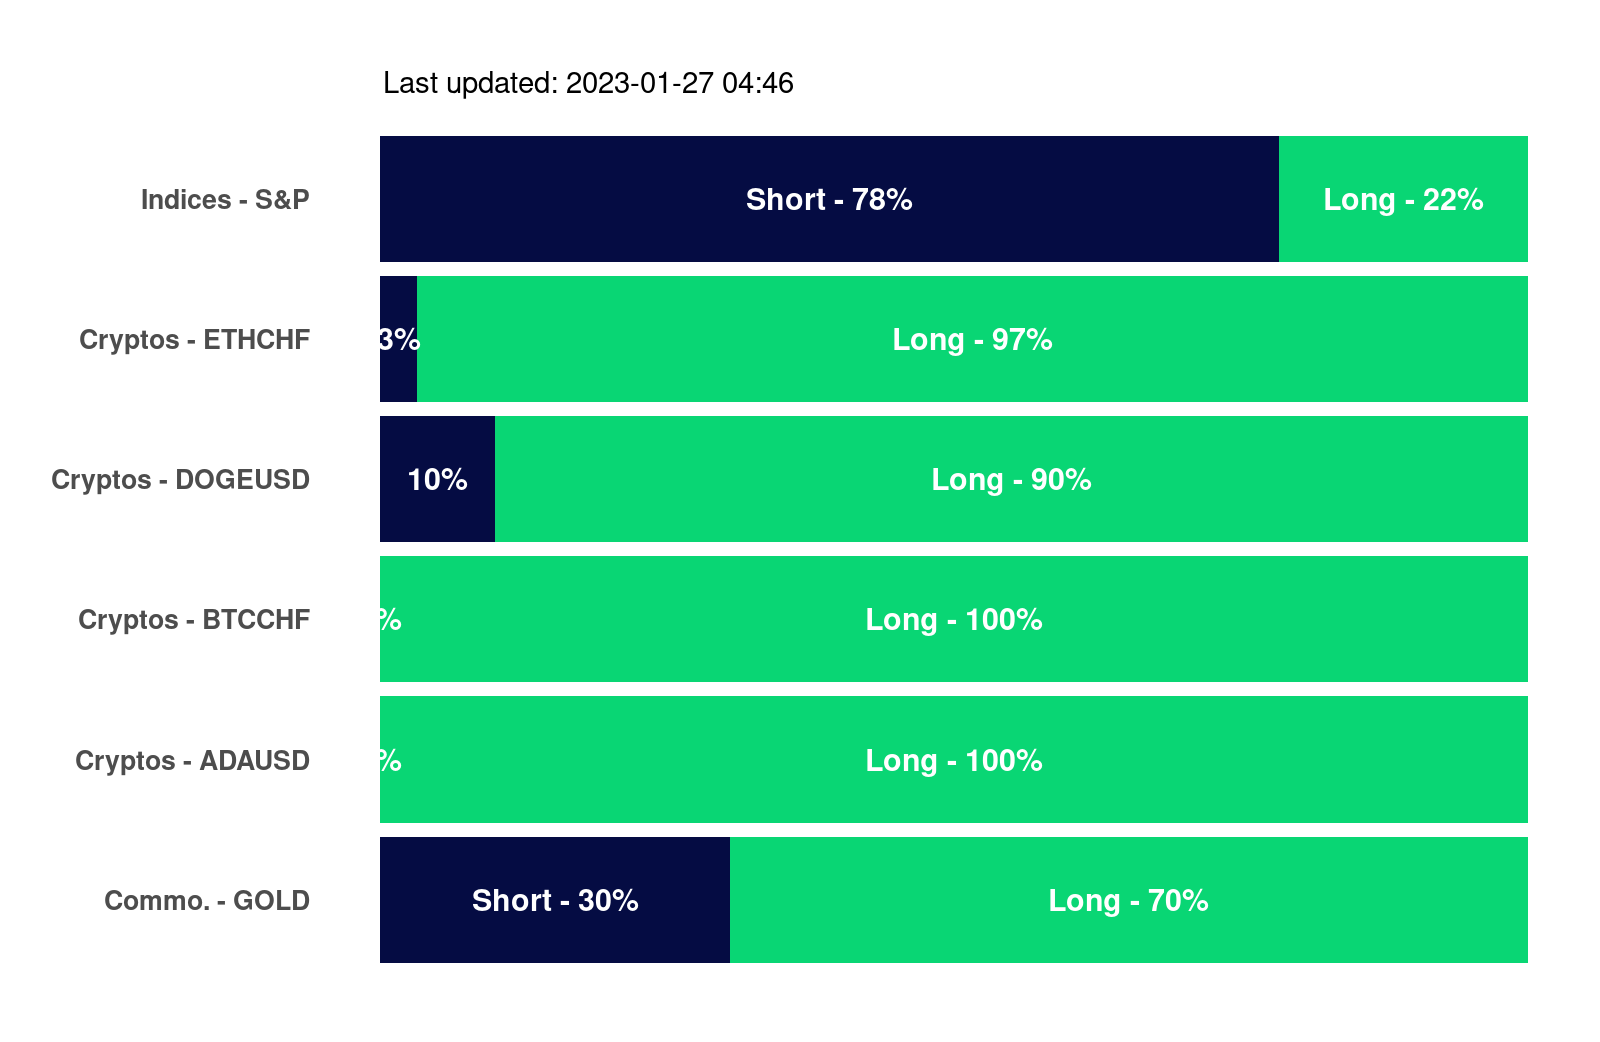 Last updated: 2023-01-27 04:46
Indices - S&P Short - 78% Long - 22%
Cryptos - ETHCHF 3% Long - 97%
Cryptos - DOGEUSD 10% Long - 90%
Cryptos - BTCCHF % Long - 100%
Cryptos - ADAUSD % Long - 100%
Commo. - GOLD Short - 30% Long - 70%